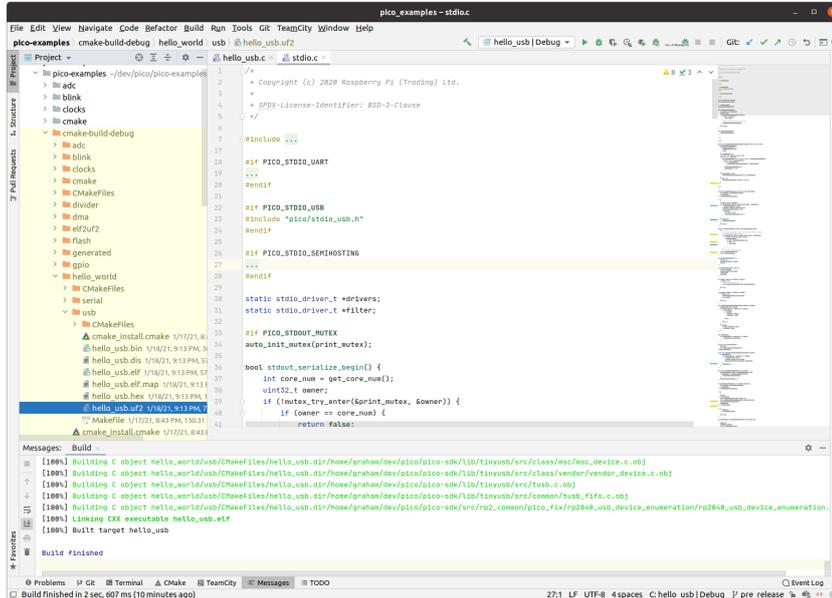 pico_examples – stdio.c
File Edit View Navigate Code Refactor Build Run Tools Git TeamCity Window Help
pico-examples cmake-build-debug hello_world usb hello_usb.uf2
hello_usb | Debug
Git:
Project
hello_usb.c
stdio.c
Project
Structure
Pull Requests
Favorites
pico-examples ~/dev/pico/pico-examples
adc
blink
clocks
cmake
cmake-build-debug
adc
blink
clocks
cmake
CMakeFiles
divider
dma
elf2uf2
flash
generated
gpio
hello_world
CMakeFiles
serial
usb
CMakeFiles
cmake_install.cmake 1/17/21, 8:
hello_usb.bin 1/18/21, 9:13 PM, 3
hello_usb.dis 1/18/21, 9:13 PM, 57
hello_usb.elf 1/18/21, 9:13 PM, 57
hello_usb.elf.map 1/18/21, 9:13 P
hello_usb.hex 1/18/21, 9:13 PM, 9
hello_usb.uf2 1/18/21, 9:13 PM, 7
Makefile 1/17/21, 8:43 PM, 130.31
cmake_install.cmake 1/17/21, 8:43
8 3
1 /*
2 * Copyright (c) 2020 Raspberry Pi (Trading) Ltd.
3 *
4 * SPDX-License-Identifier: BSD-3-Clause
5 */
6
7 #include ...
17
18 #if PICO_STDIO_UART
19 ...
20 #endif
21
22 #if PICO_STDIO_USB
23 #include "pico/stdio_usb.h"
24 #endif
25
26 #if PICO_STDIO_SEMIHOSTING
27 ...
28 #endif
29
30 static stdio_driver_t *drivers;
31 static stdio_driver_t *filter;
32
33 #if PICO_STDOUT_MUTEX
34 auto_init_mutex(print_mutex);
35
36 bool stdout_serialize_begin() {
37 int core_num = get_core_num();
38 uint32_t owner;
39 if (!mutex_try_enter(&print_mutex, &owner)) {
40 if (owner == core_num) {
41 return false;
Messages: Build
[100%] Building C object hello_world/usb/CMakeFiles/hello_usb.dir/home/graham/dev/pico/pico-sdk/lib/tinyusb/src/class/msc/msc_device.c.obj
[100%] Building C object hello_world/usb/CMakeFiles/hello_usb.dir/home/graham/dev/pico/pico-sdk/lib/tinyusb/src/class/vendor/vendor_device.c.obj
[100%] Building C object hello_world/usb/CMakeFiles/hello_usb.dir/home/graham/dev/pico/pico-sdk/lib/tinyusb/src/tusb.c.obj
[100%] Building C object hello_world/usb/CMakeFiles/hello_usb.dir/home/graham/dev/pico/pico-sdk/lib/tinyusb/src/common/tusb_fifo.c.obj
[100%] Building C object hello_world/usb/CMakeFiles/hello_usb.dir/home/graham/dev/pico/pico-sdk/src/rp2_common/pico_fix/rp2040_usb_device_enumeration/rp2040_usb_device_enumeration.
[100%] Linking CXX executable hello_usb.elf
[100%] Built target hello_usb
Build finished
Problems Git Terminal CMake TeamCity Messages TODO Event Log
Build finished in 2 sec, 607 ms (10 minutes ago) 27:1 LF UTF-8 4 spaces C: hello_usb | Debug pre_release